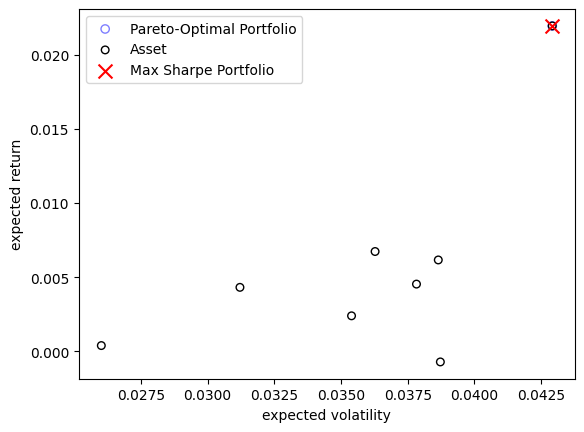 Pareto-Optimal Portfolio
Asset
Max Sharpe Portfolio
0.020
0.015
0.010
0.005
0.000
expected return
0.0275
0.0300
0.0325
0.0350
0.0375
0.0400
0.0425
expected volatility